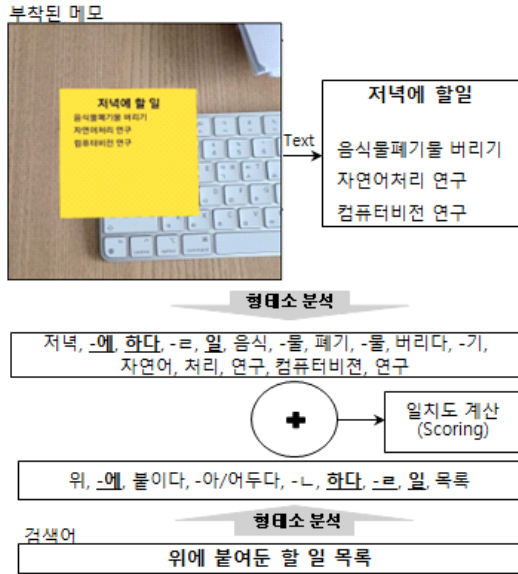 부착된 메모
저녁에 할 일
음식물폐기물 버리기
자연어처리 연구
컴퓨터비전 연구
Text
저녁에 할일
음식물폐기물 버리기
자연어처리 연구
컴퓨터비전 연구
형태소 분석
저녁, -에, 하다, -ㄹ, 일, 음식, -물, 폐기, -물, 버리다, -기,
자연어, 처리, 연구, 컴퓨터비젼, 연구
일치도 계산
(Scoring)
위, -에, 붙이다, -아/어두다, -ㄴ, 하다, -ㄹ, 일, 목록
형태소 분석
검색어
위에 붙여둔 할 일 목록